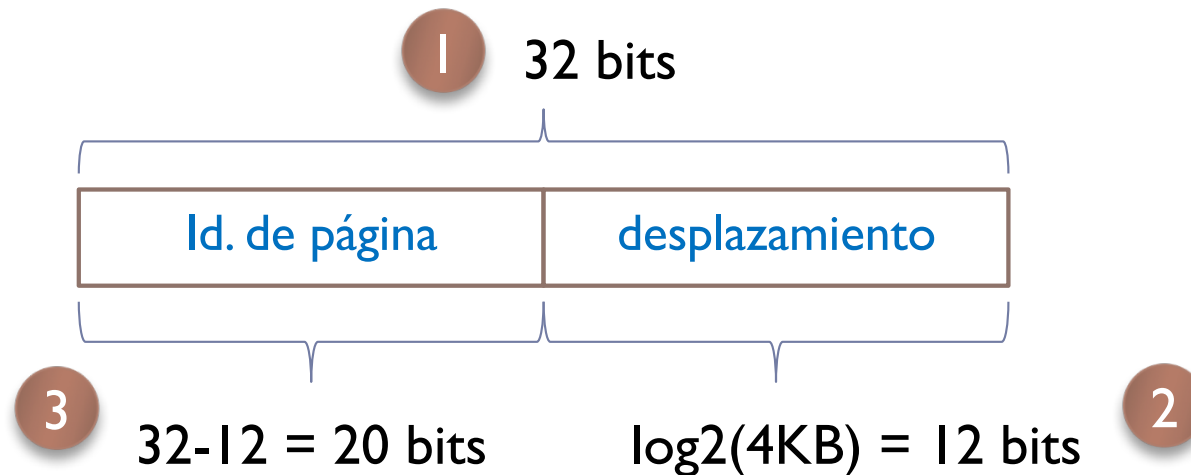 1 32 bits
Id. de página desplazamiento
3 32-12 = 20 bits log2(4KB) = 12 bits 2